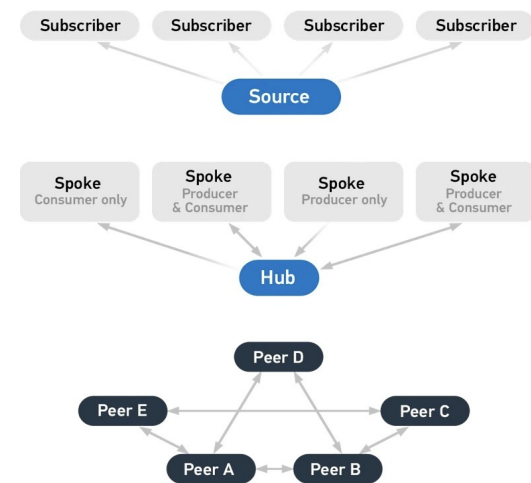 Subscriber
Subscriber
Subscriber
Subscriber
Source
Spoke
Consumer only
Spoke
Producer
& Consumer
Spoke
Producer only
Spoke
Producer
& Consumer
Hub
Peer D
Peer E
Peer C
Peer A
Peer B